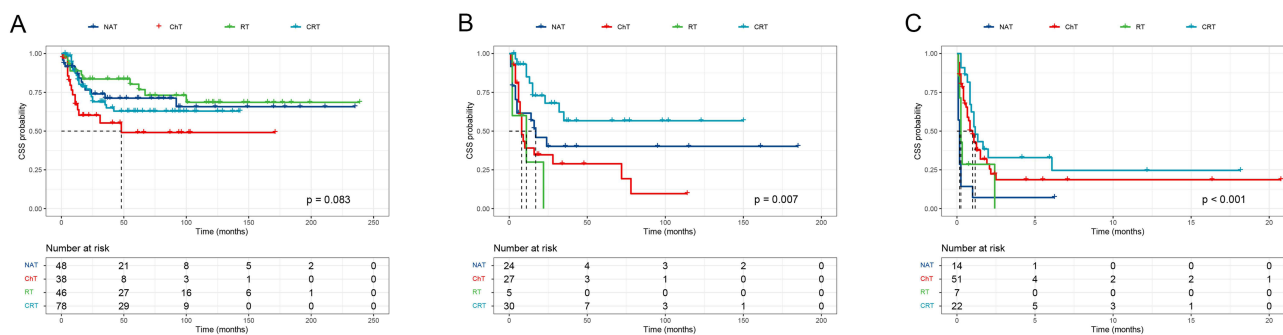 A
NAT ChT RT CRT
CSS probability
1.00
0.75
0.50
0.25
0.00
p = 0.083
0 50 100 150 200 250
Time (months)
Number at risk
NAT 48 21 8 5 2 0
ChT 38 8 3 1 0 0
RT 46 27 16 6 1 0
CRT 78 29 9 0 0 0
0 50 100 150 200 250
Time (months)
B
NAT ChT RT CRT
CSS probability
1.00
0.75
0.50
0.25
0.00
p = 0.007
0 50 100 150 200
Time (months)
Number at risk
NAT 24 4 3 2 0
ChT 27 3 1 0 0
RT 5 0 0 0 0
CRT 30 7 3 1 0
0 50 100 150 200
Time (months)
C
NAT ChT RT CRT
CSS probability
1.00
0.75
0.50
0.25
0.00
p < 0.001
0 5 10 15 20
Time (months)
Number at risk
NAT 14 1 0 0 0
ChT 51 4 2 2 1
RT 7 0 0 0 0
CRT 22 5 3 1 0
0 5 10 15 20
Time (months)